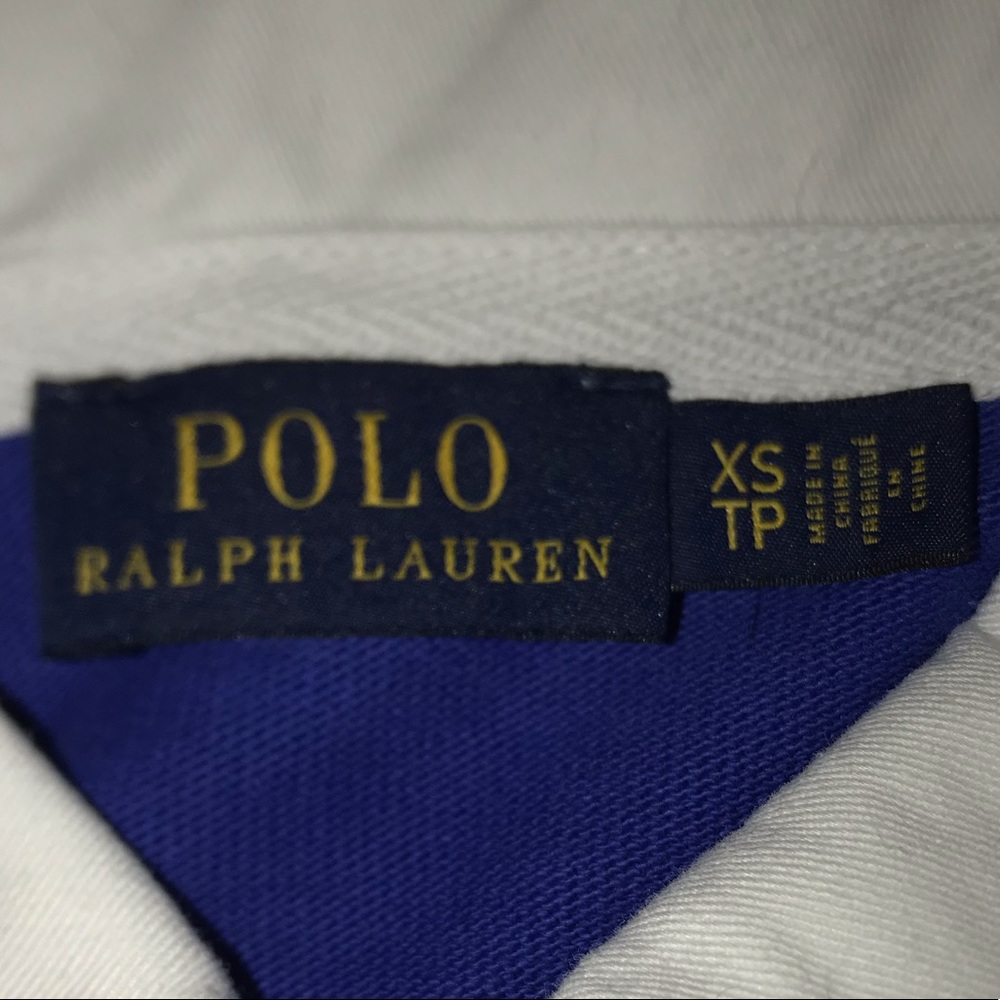 POLO
RALPH LAUREN
XS
TP
MADE IN
CHINA
FABRIQUÉ
EN
CHINE